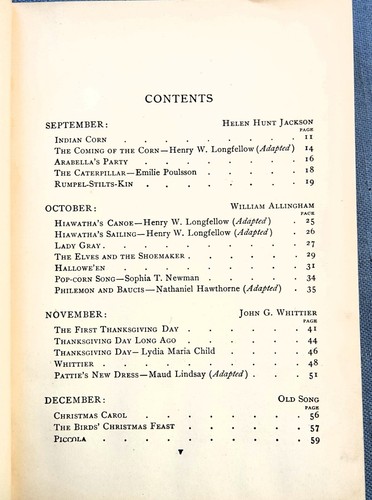 CONTENTS
SEPTEMBER: HELEN HUNT JACKSON
PAGE
INDIAN CORN . . . . . . . . 11
THE COMING OF THE CORN—Henry W. Longfellow (Adapted) . 14
ARABELLA'S PARTY . . . . . . . 16
THE CATERPILLAR—Emilie Poulsson . . . . 18
RUMPEL-STILTS-KIN . . . . . . . 19
OCTOBER: WILLIAM ALLINGHAM
PAGE
HIAWATHA'S CANOE—Henry W. Longfellow (Adapted) . . 25
HIAWATHA'S SAILING—Henry W. Longfellow (Adapted) . . 26
LADY GRAY . . . . . . . . 27
THE ELVES AND THE SHOEMAKER . . . . . 29
HALLOWE'EN . . . . . . . . 31
POP-CORN SONG—Sophia T. Newman . . . . 34
PHILEMON AND BAUCIS—Nathaniel Hawthorne (Adapted) . 35
NOVEMBER: JOHN G. WHITTIER
PAGE
THE FIRST THANKSGIVING DAY . . . . . 41
THANKSGIVING DAY LONG AGO . . . . . 44
THANKSGIVING DAY—Lydia Maria Child . . . . 46
WHITTIER . . . . . . . . 48
PATTIE'S NEW DRESS—Maud Lindsay (Adapted) . . . 51
DECEMBER: OLD SONG
PAGE
CHRISTMAS CAROL . . . . . . . 56
THE BIRDS' CHRISTMAS FEAST . . . . . 57
PICCOLA . . . . . . . . 59